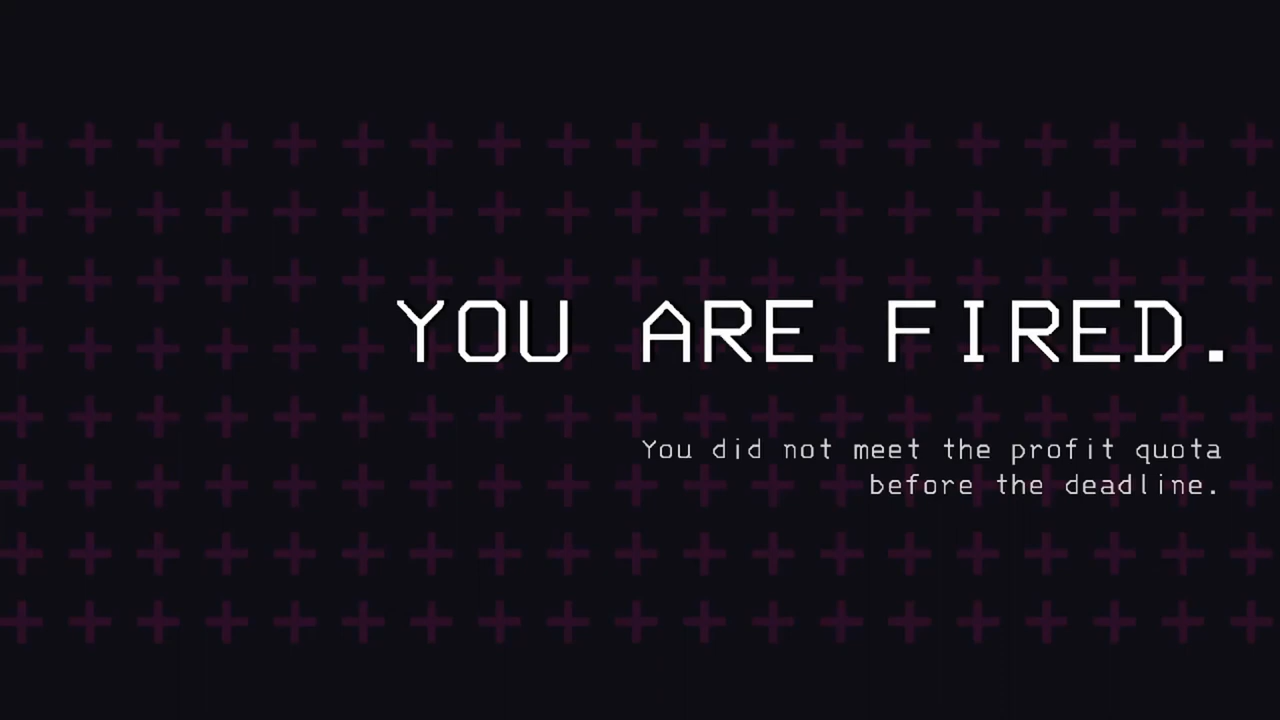 YOU ARE FIRED.
You did not meet the profit quota
before the deadline.